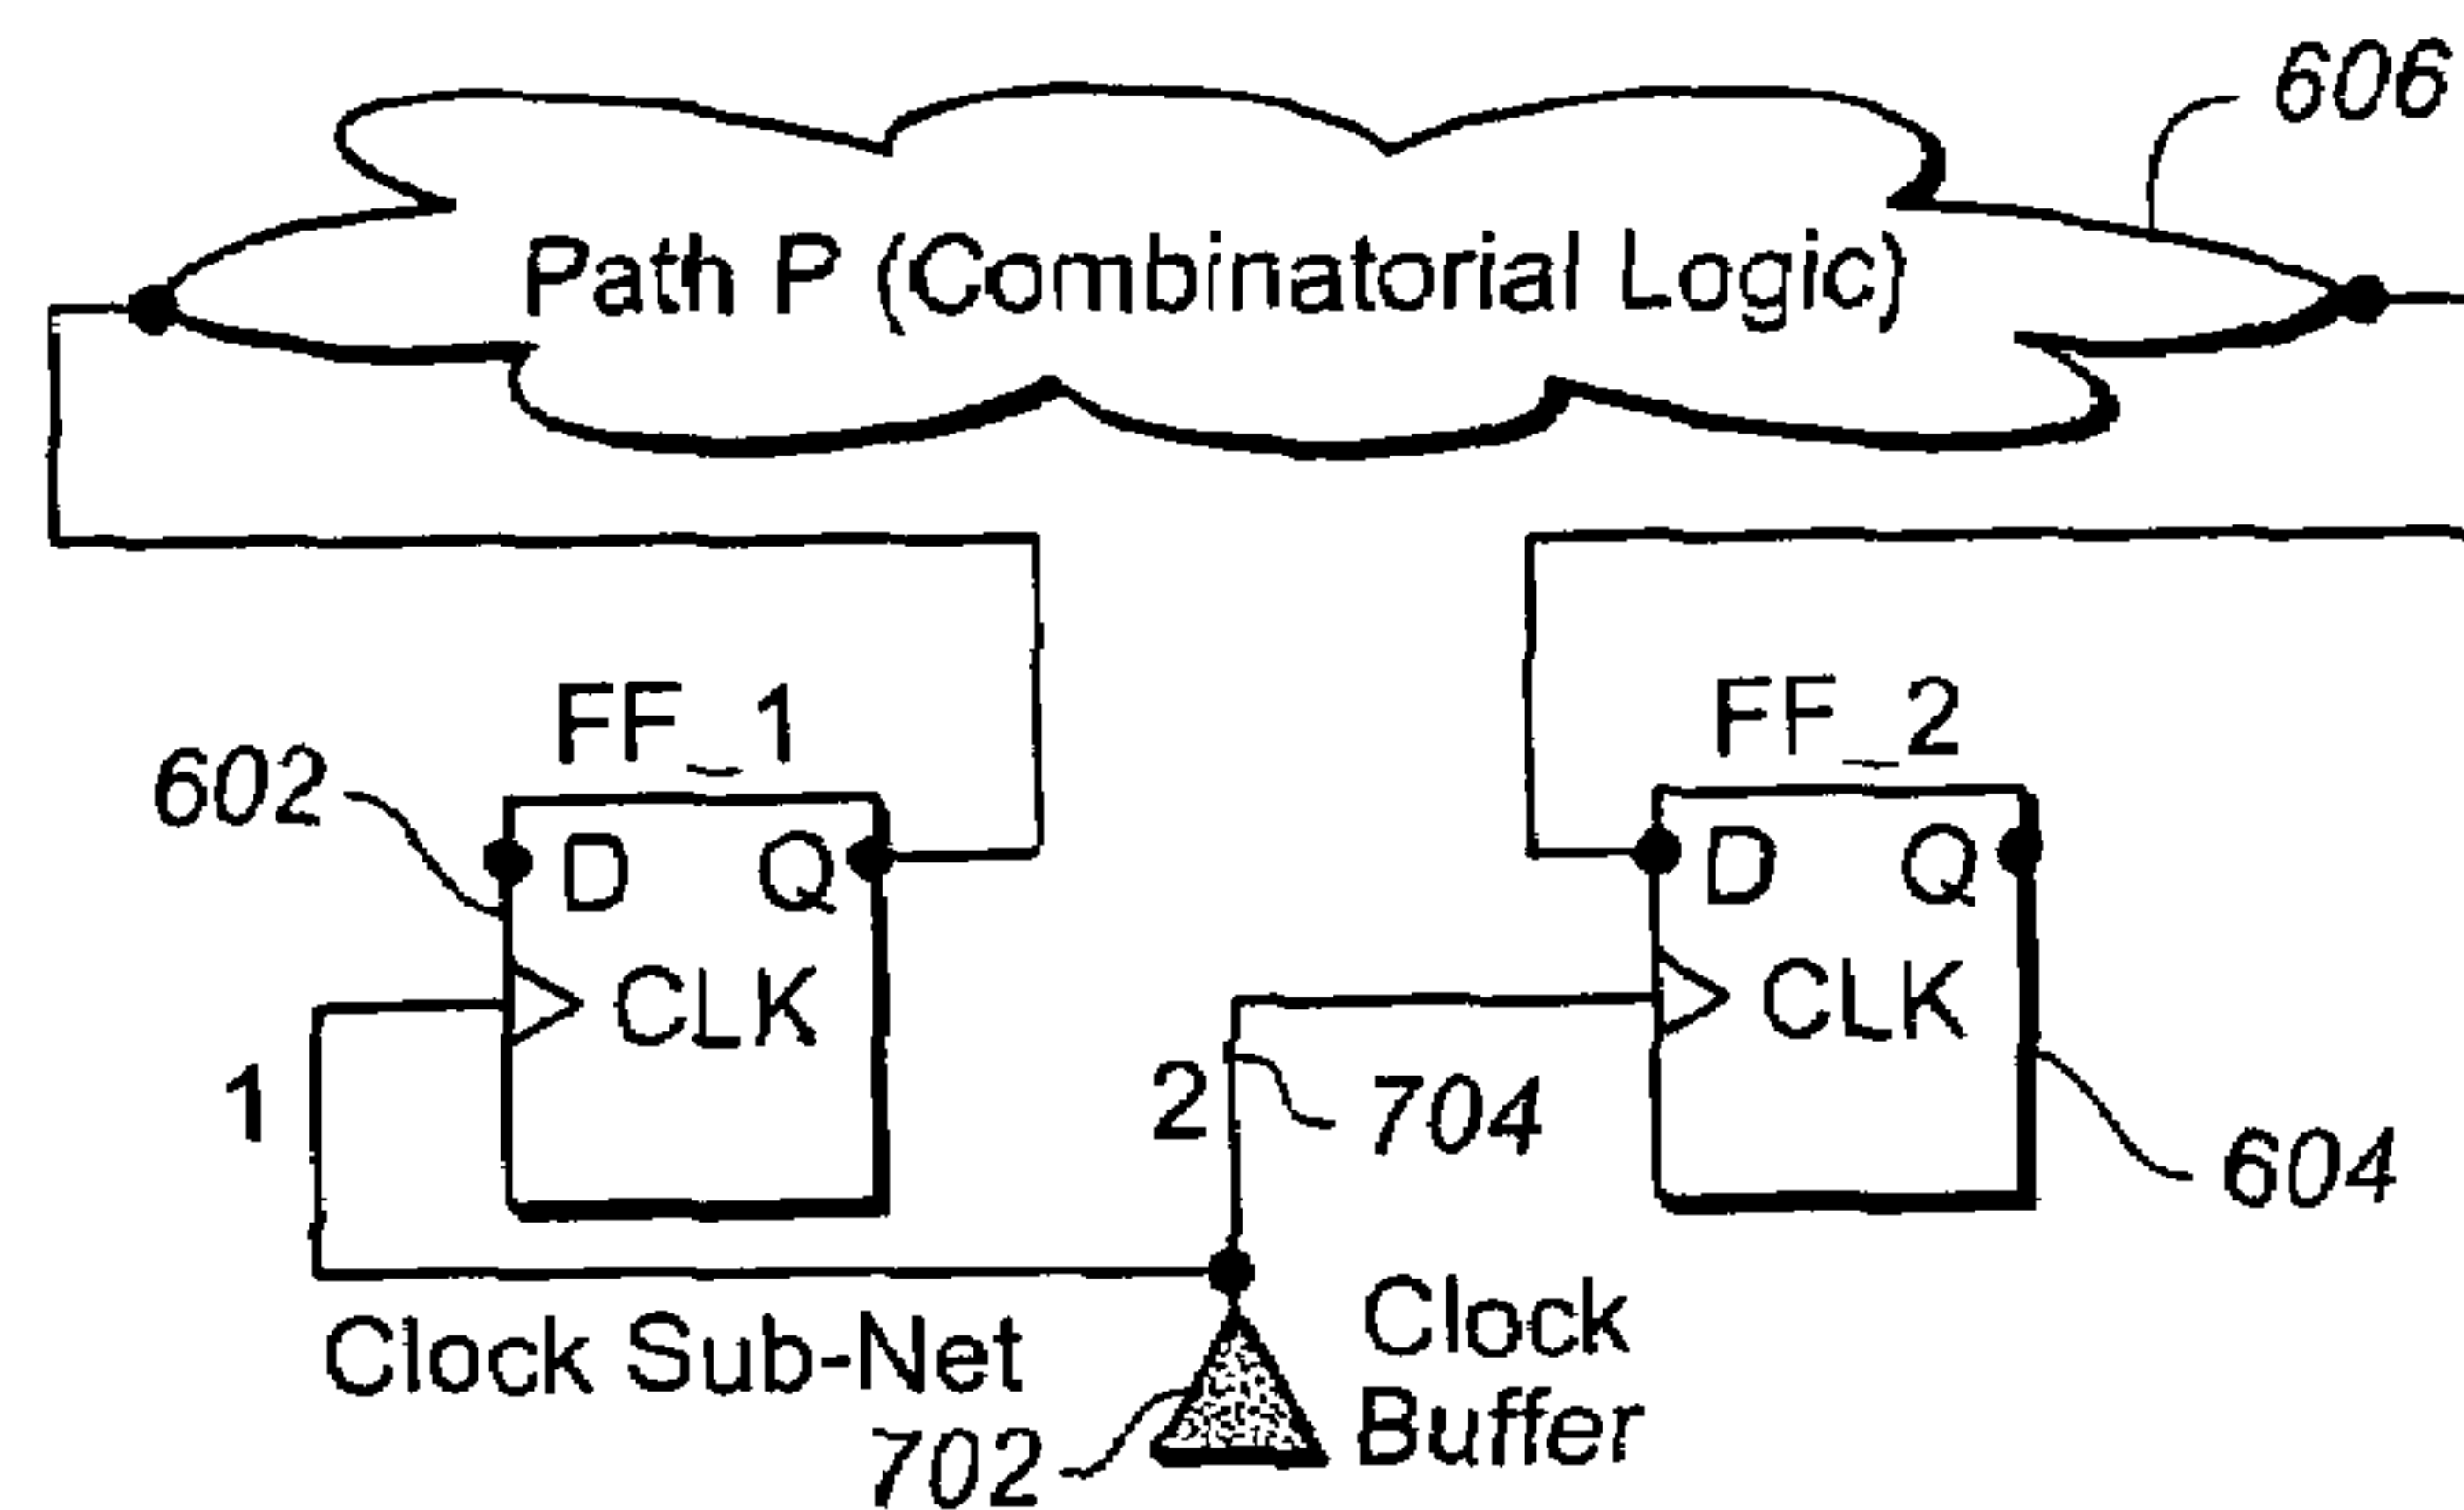 606
Path P (Combinatorial Logic)
FF_1
FF_2
602
D Q
D Q
CLK
CLK
1
2
704
604
Clock Sub-Net
Clock
Buffer
702